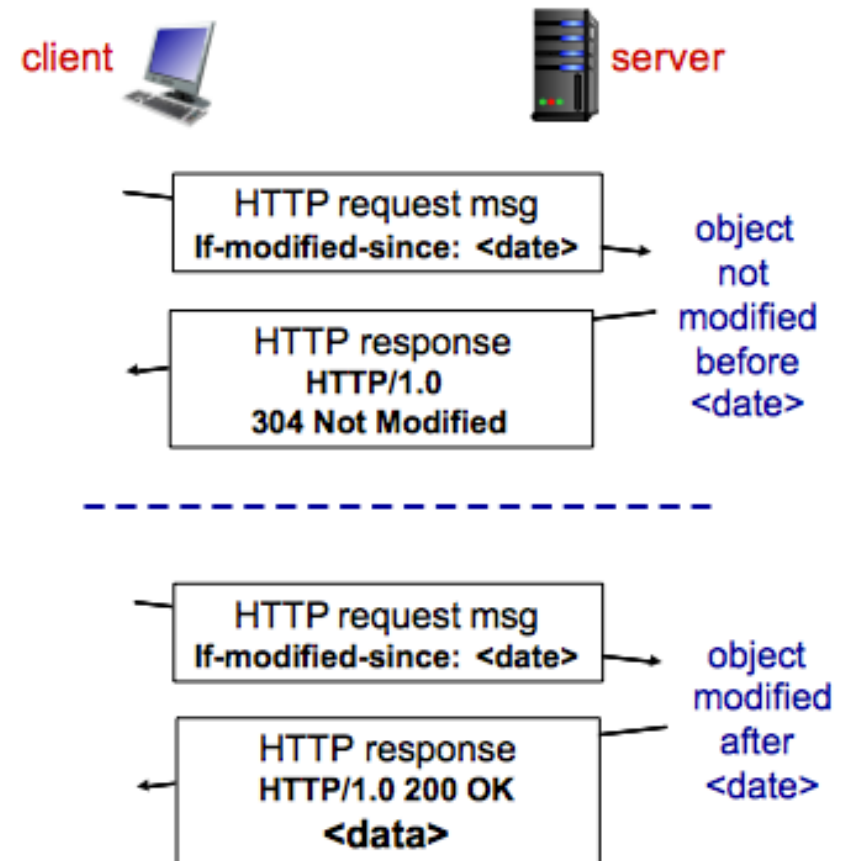 client
server
HTTP request msg
If-modified-since: <date>
object
not
modified
before
<date>
HTTP response
HTTP/1.0
304 Not Modified
HTTP request msg
If-modified-since: <date>
object
modified
after
<date>
HTTP response
HTTP/1.0 200 OK
<data>